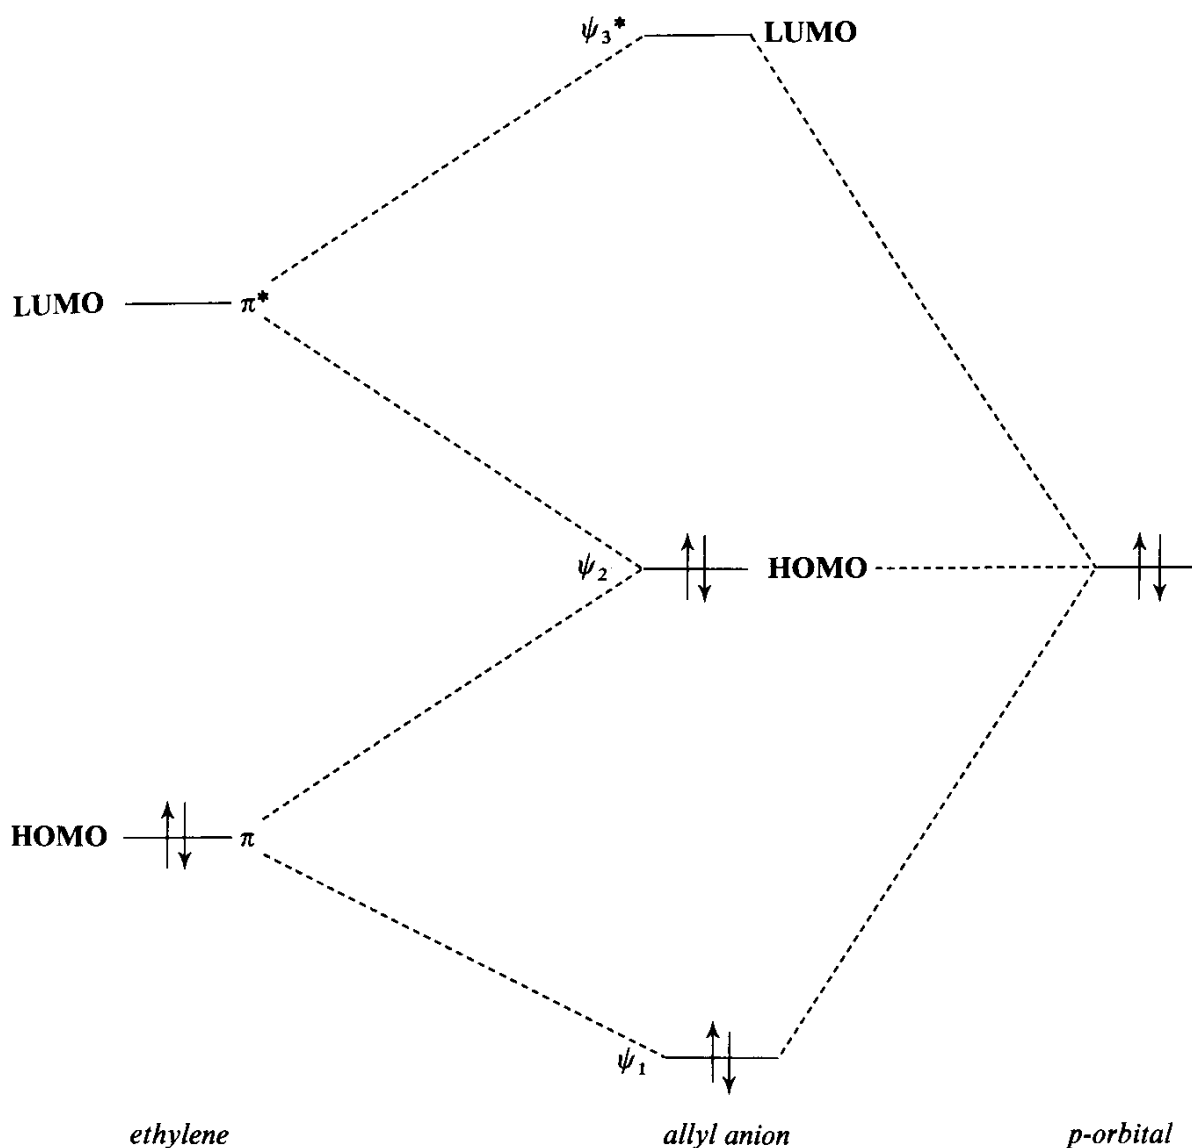 ψ₃* LUMO
LUMO π*
ψ₂ HOMO
HOMO π
ψ₁
ethylene allyl anion p-orbital